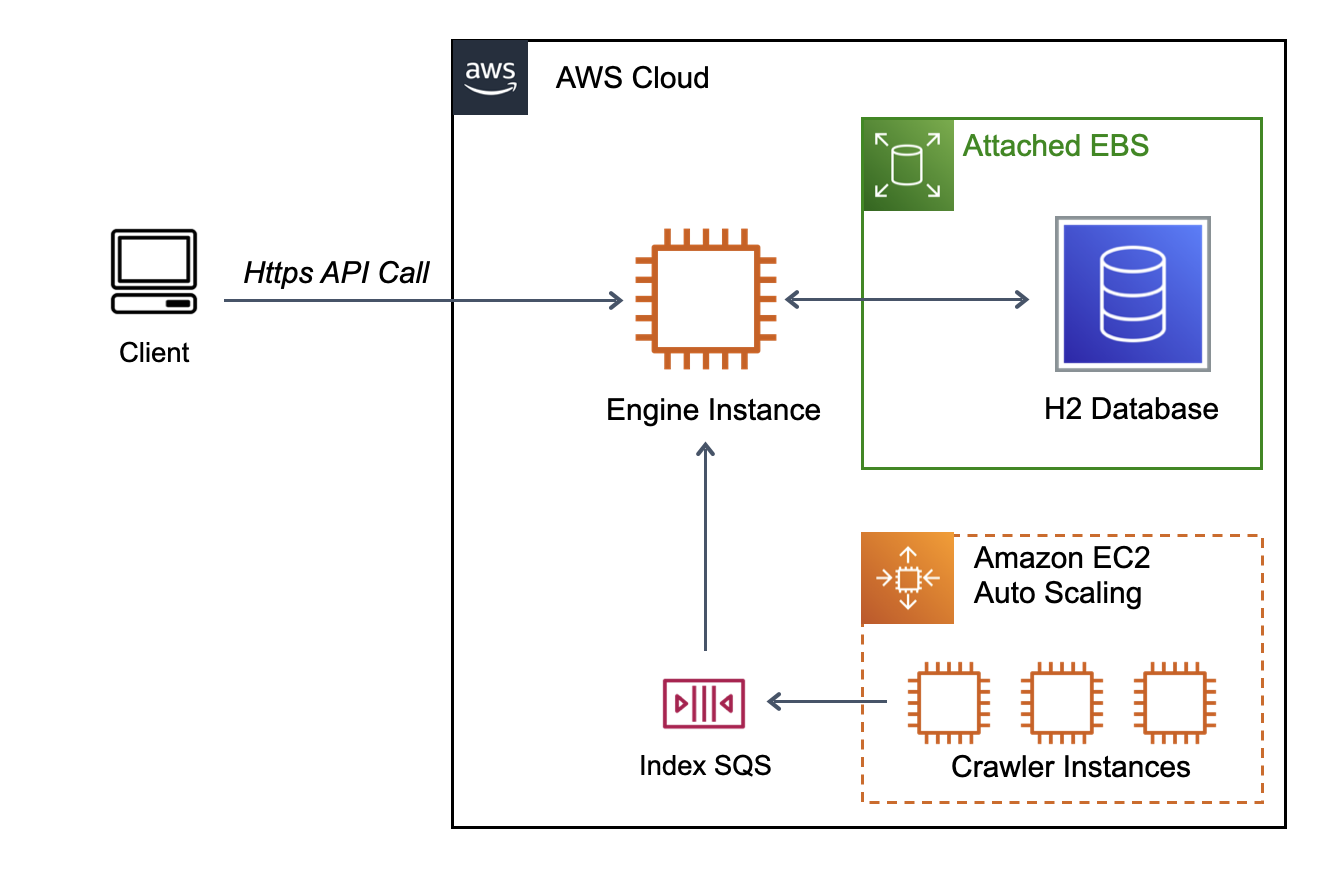 aws
AWS Cloud
Attached EBS
Https API Call
Client
Engine Instance
H2 Database
Amazon EC2
Auto Scaling
Index SQS
Crawler Instances